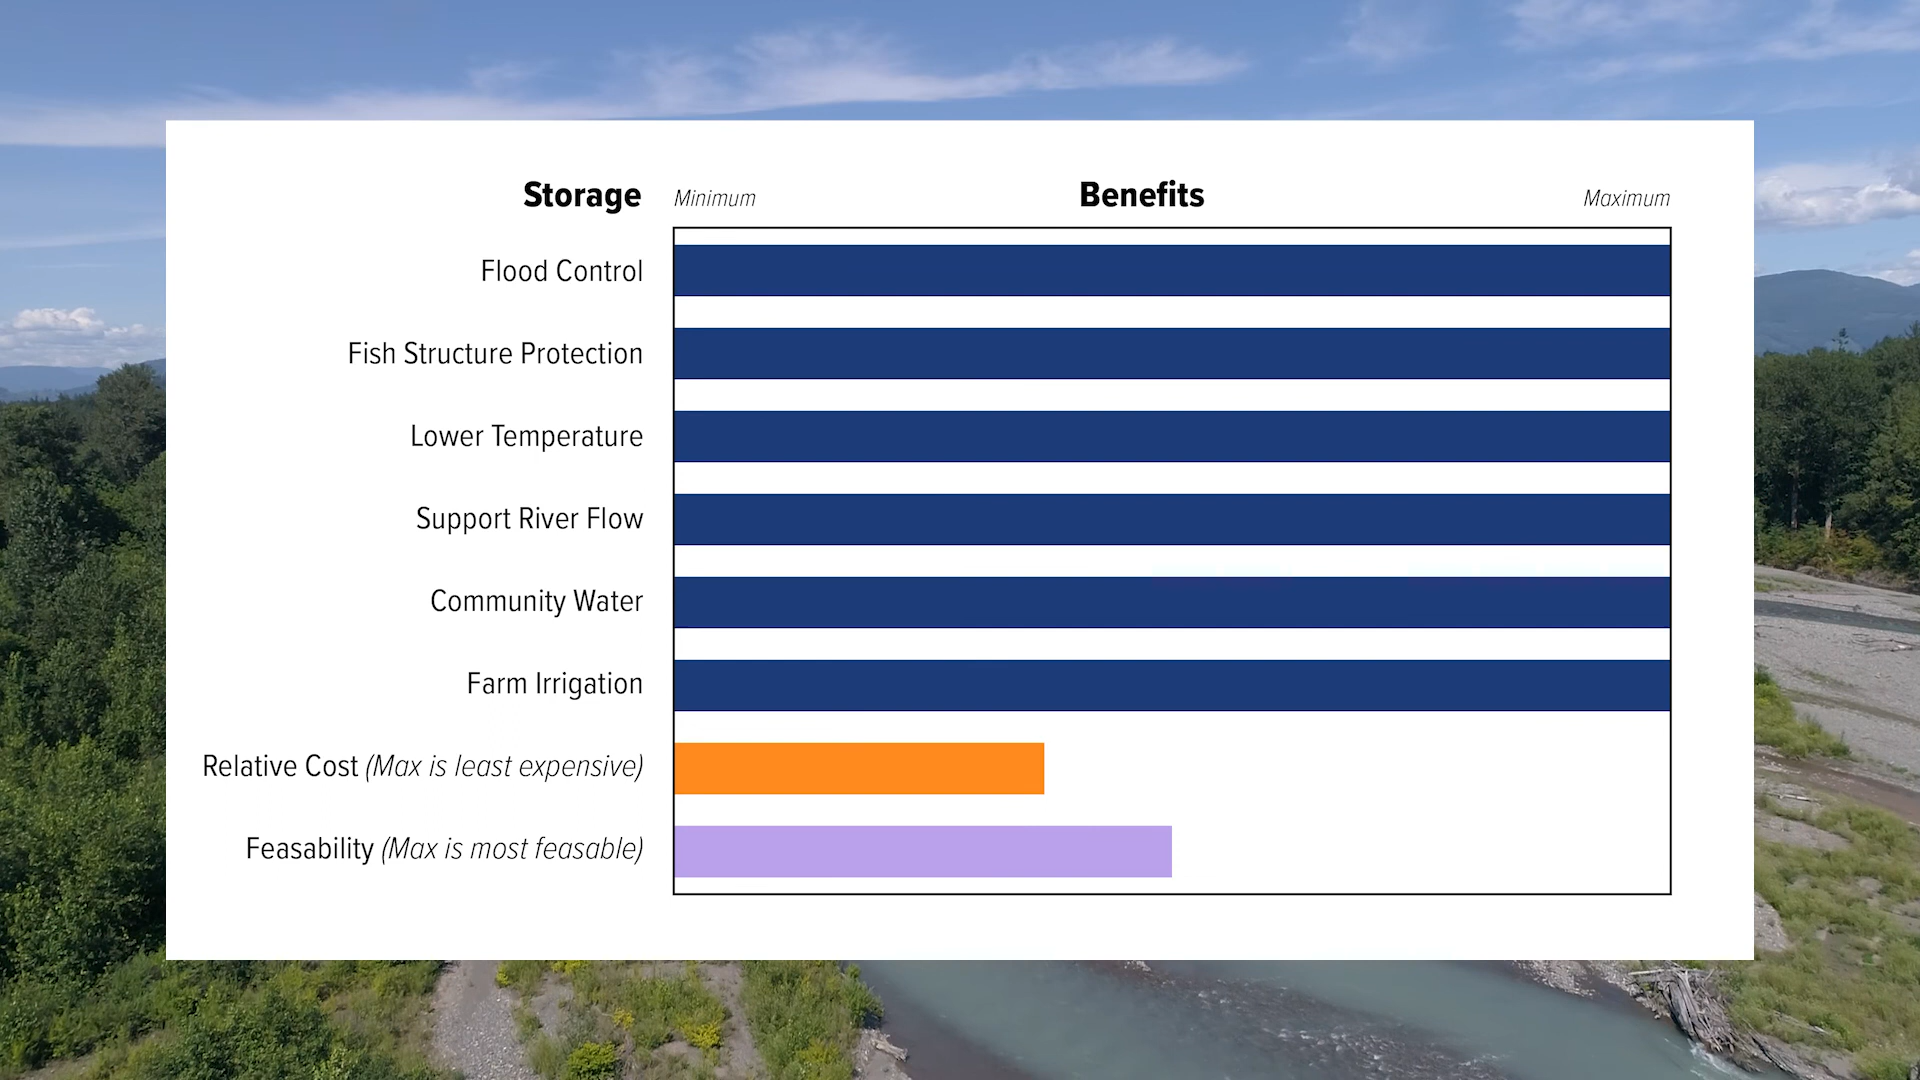 Storage Minimum Benefits Maximum
Flood Control
Fish Structure Protection
Lower Temperature
Support River Flow
Community Water
Farm Irrigation
Relative Cost (Max is least expensive)
Feasability (Max is most feasable)